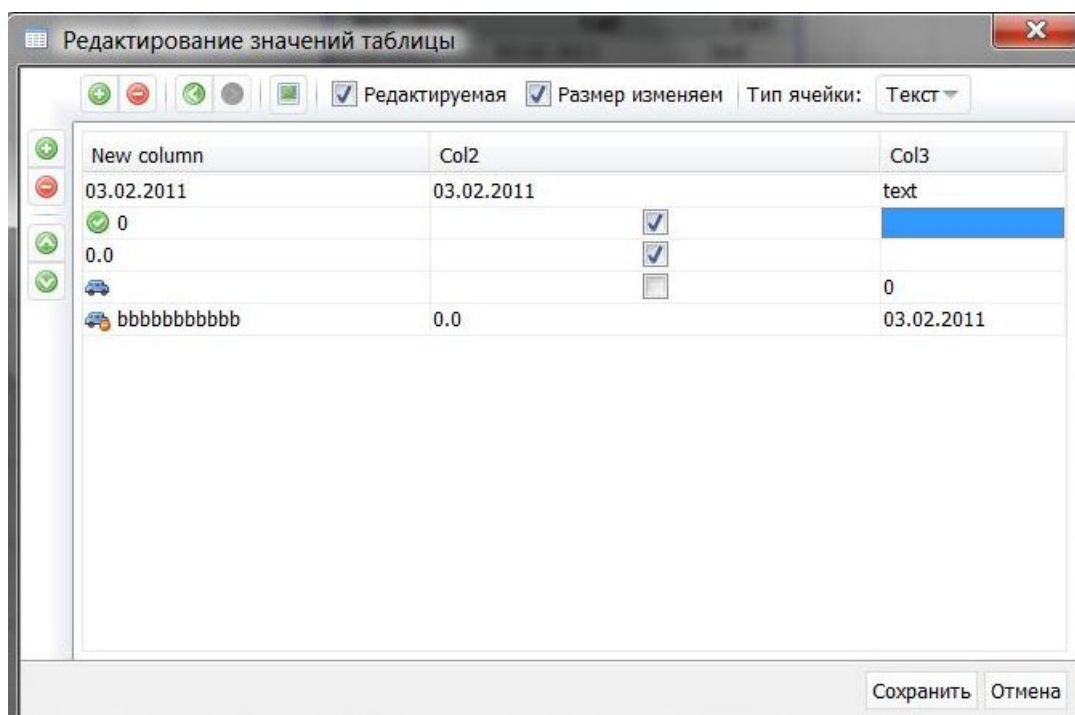 Редактирование значений таблицы
Редактируемая Размер изменяем Тип ячейки: Текст
New column Col2 Col3
03.02.2011 03.02.2011 text
0
0.0
0
bbbbbbbbbbb 0.0 03.02.2011
Сохранить Отмена